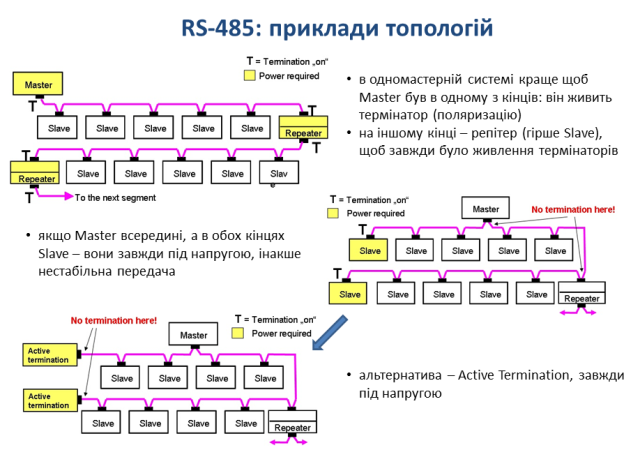 RS-485: приклади топологій
T = Termination „on“
Power required
Master
T
T
Slave
Slave
Slave
Slave
Slave
Repeater
T
T
Repeater
Slave
Slave
Slave
Slave
Slav
e
T
To the next segment
• в одномастерній системі краще щоб
Master був в одному з кінців: він живить
термінатор (поляризацію)
• на іншому кінці – репітер (гірше Slave),
щоб завжди було живлення термінаторів
• якщо Master всередині, а в обох кінцях
Slave – вони завжди під напругою, інакше
нестабільна передача
T = Termination „on“
Power required
Master
No termination here!
T
Slave
Slave
Slave
Slave
Slave
T
Slave
Slave
Slave
Slave
Slave
Repeater
No termination here!
T = Termination „on“
Power required
Master
Active
termination
Slave
Slave
Slave
Slave
Active
termination
Slave
Slave
Slave
Slave
Repeater
• альтернатива – Active Termination, завжди
під напругою